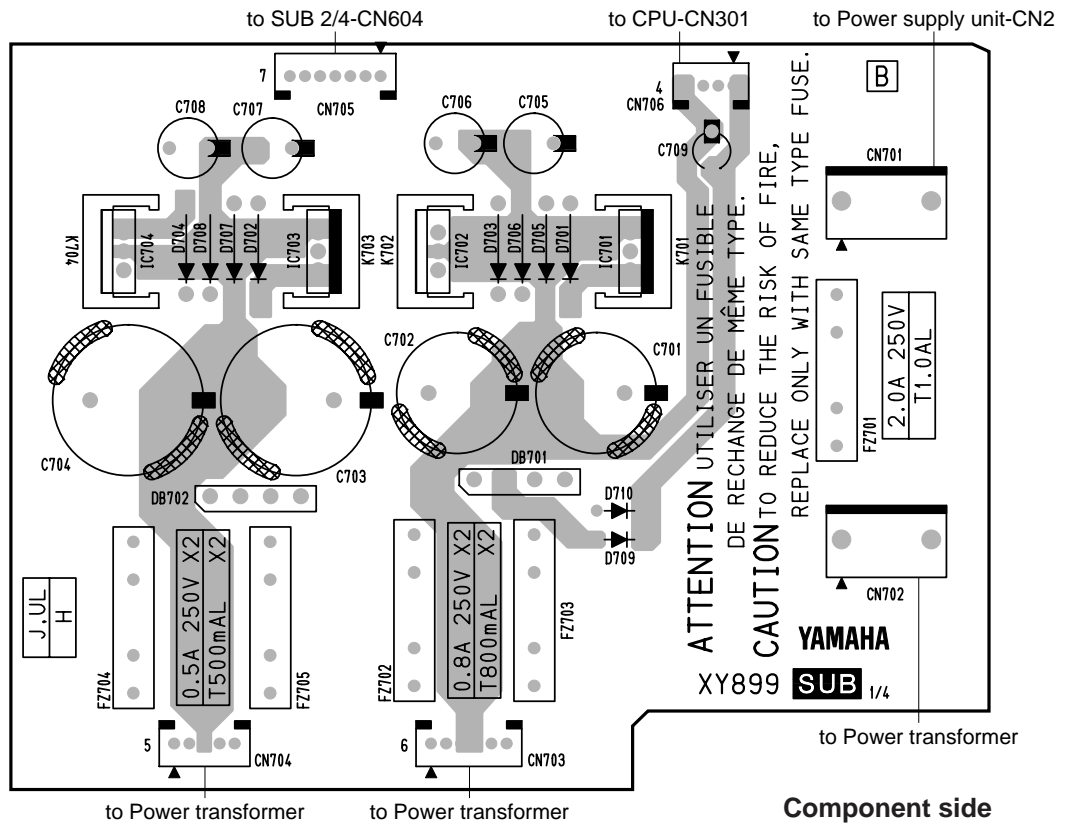 to SUB 2/4-CN604
to CPU-CN301
to Power supply unit-CN2
7
CN705
4
CN706
B
C708
C707
C706
C705
C709
CN701
K704
IC704
D704
D708
D707
D702
IC703
K703
K702
IC702
D703
D706
D705
D701
IC701
K701
C704
C703
C702
C701
ATTENTION UTILISER UN FUSIBLE
DE RECHANGE DE MÊME TYPE.
CAUTION TO REDUCE THE RISK OF FIRE,
REPLACE ONLY WITH SAME TYPE FUSE.
FZ701
2.0A 250V
T1.0AL
DB702
DB701
D710
D709
CN702
J.UL
H
FZ704
0.5A 250V X2
T500mAL X2
FZ705
FZ702
0.8A 250V X2
T800mAL X2
FZ703
YAMAHA
XY899 SUB 1/4
5
CN704
6
CN703
to Power transformer
to Power transformer
to Power transformer
Component side